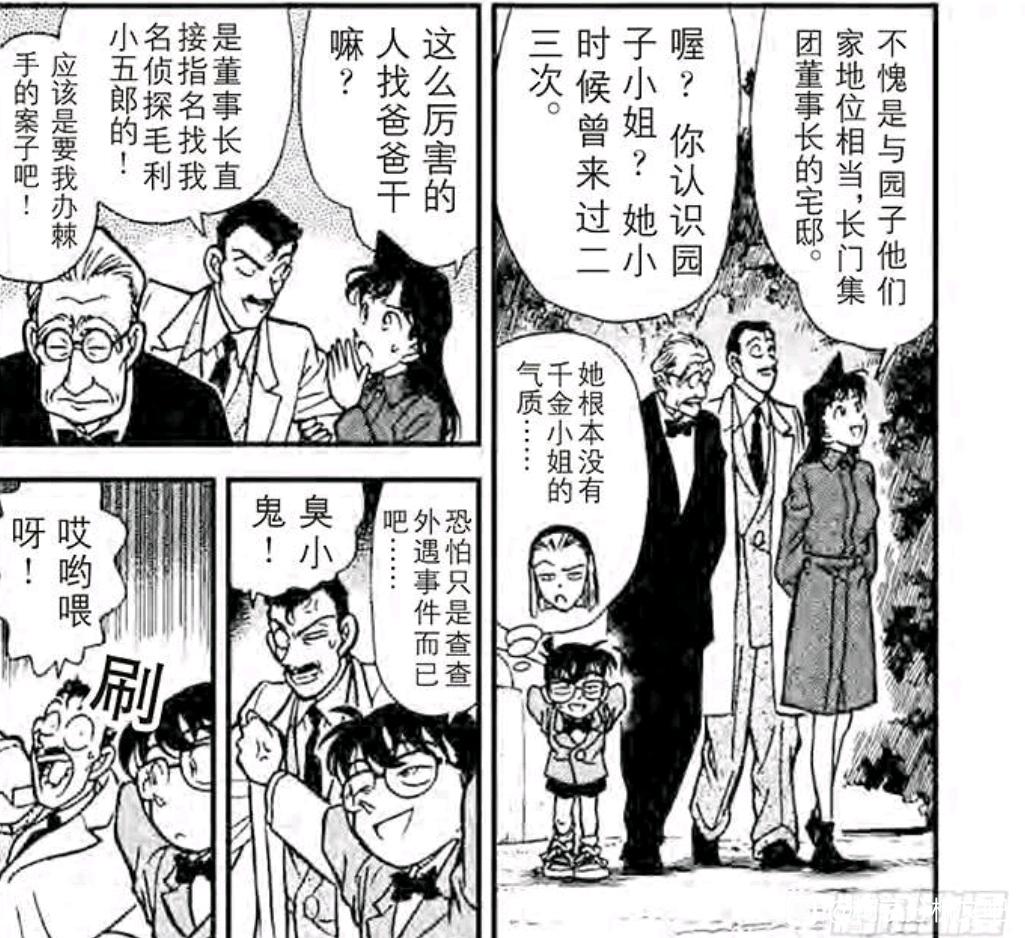 不愧是与园子他们
家地位相当，长门集
团董事长的宅邸。
喔？你认识园
子小姐？她小
时候曾来过二
三次。
她根本没有
千金小姐的
气质……
这么厉害的
人找爸爸干
嘛？
是董事长直
接指名找我
名侦探毛利
小五郎的！
应该是要我办棘
手的案子吧！
恐怕只是查查
外遇事件而已
吧……
臭小
鬼！
刷
哎哟喂
呀！